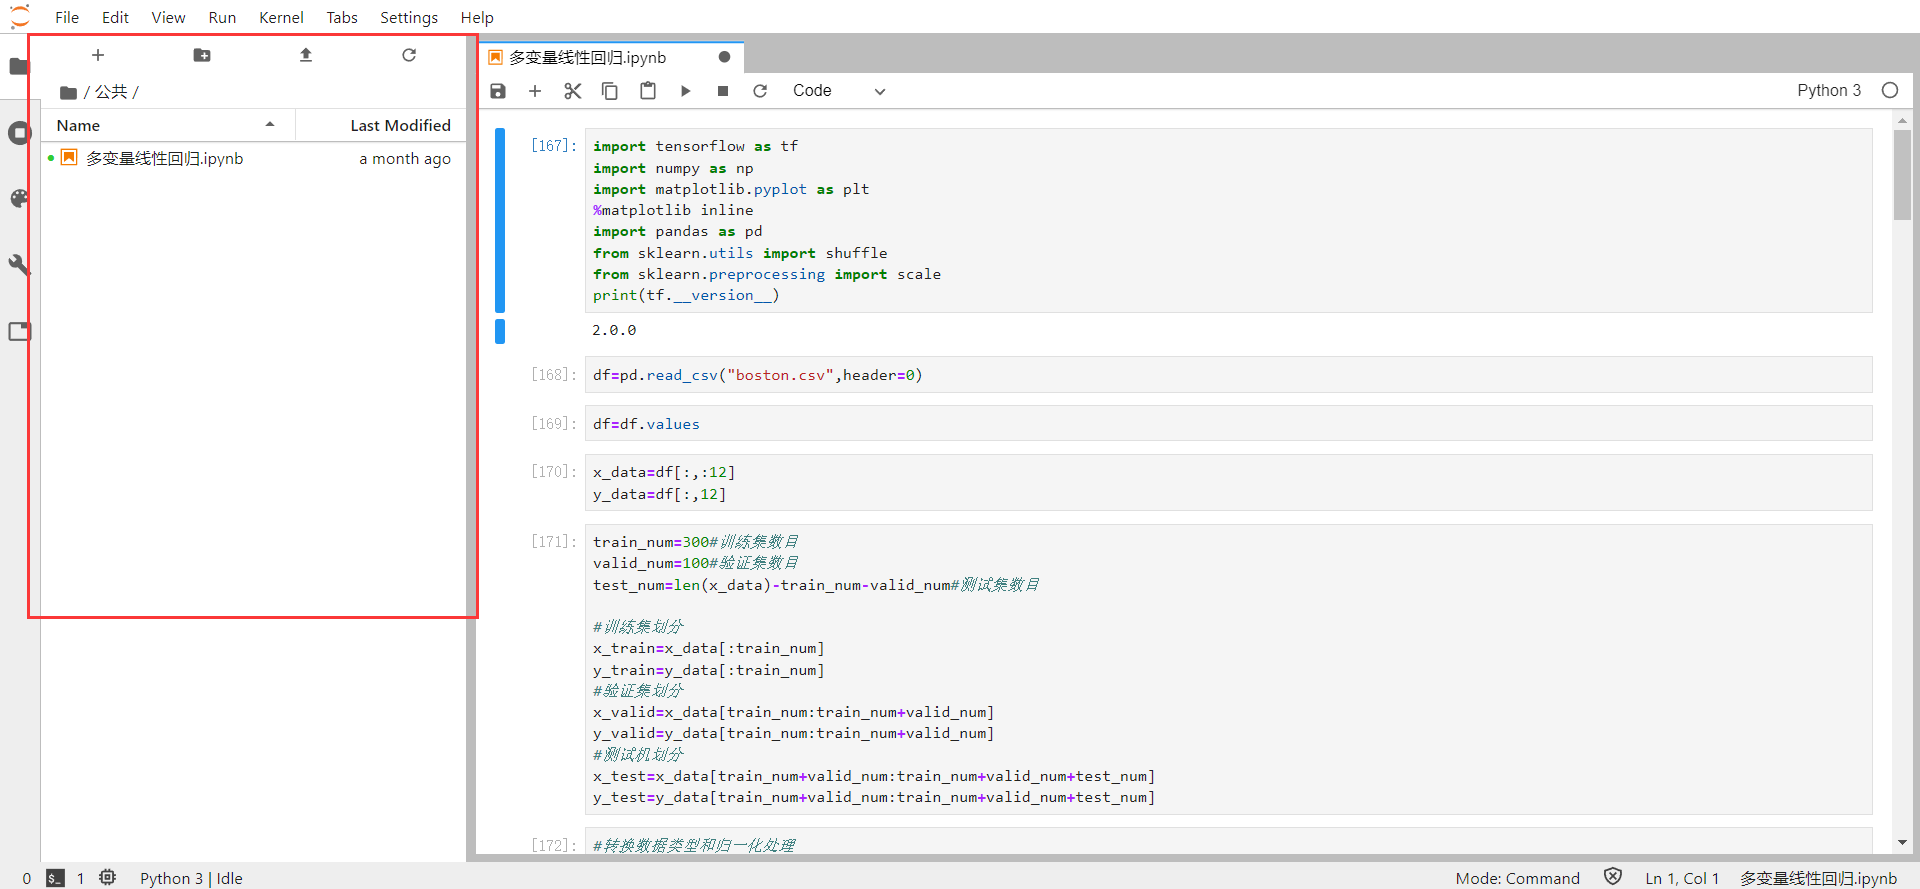 File Edit View Run Kernel Tabs Settings Help
/ 公共 /
Name Last Modified
多变量线性回归.ipynb a month ago
多变量线性回归.ipynb
Code Python 3
[167]: import tensorflow as tf
import numpy as np
import matplotlib.pyplot as plt
%matplotlib inline
import pandas as pd
from sklearn.utils import shuffle
from sklearn.preprocessing import scale
print(tf.__version__)
2.0.0
[168]: df=pd.read_csv("boston.csv",header=0)
[169]: df=df.values
[170]: x_data=df[:,:12]
y_data=df[:,12]
[171]: train_num=300#训练集数目
valid_num=100#验证集数目
test_num=len(x_data)-train_num-valid_num#测试集数目
#训练集划分
x_train=x_data[:train_num]
y_train=y_data[:train_num]
#验证集划分
x_valid=x_data[train_num:train_num+valid_num]
y_valid=y_data[train_num:train_num+valid_num]
#测试机划分
x_test=x_data[train_num+valid_num:train_num+valid_num+test_num]
y_test=y_data[train_num+valid_num:train_num+valid_num+test_num]
[172]: #转换数据类型和归一化处理
0 $_ 1 Python 3 | Idle Mode: Command Ln 1, Col 1 多变量线性回归.ipynb